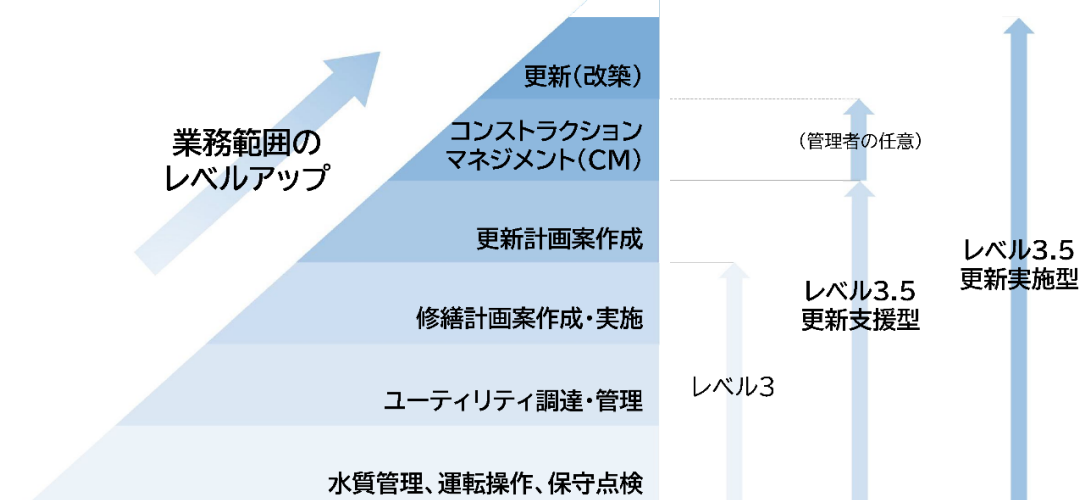 業務範囲の
レベルアップ
更新(改築)
コンストラクション
マネジメント(CM)
更新計画案作成
修繕計画案作成・実施
ユーティリティ調達・管理
水質管理、運転操作、保守点検
レベル3
(管理者の任意)
レベル3.5
更新支援型
レベル3.5
更新実施型